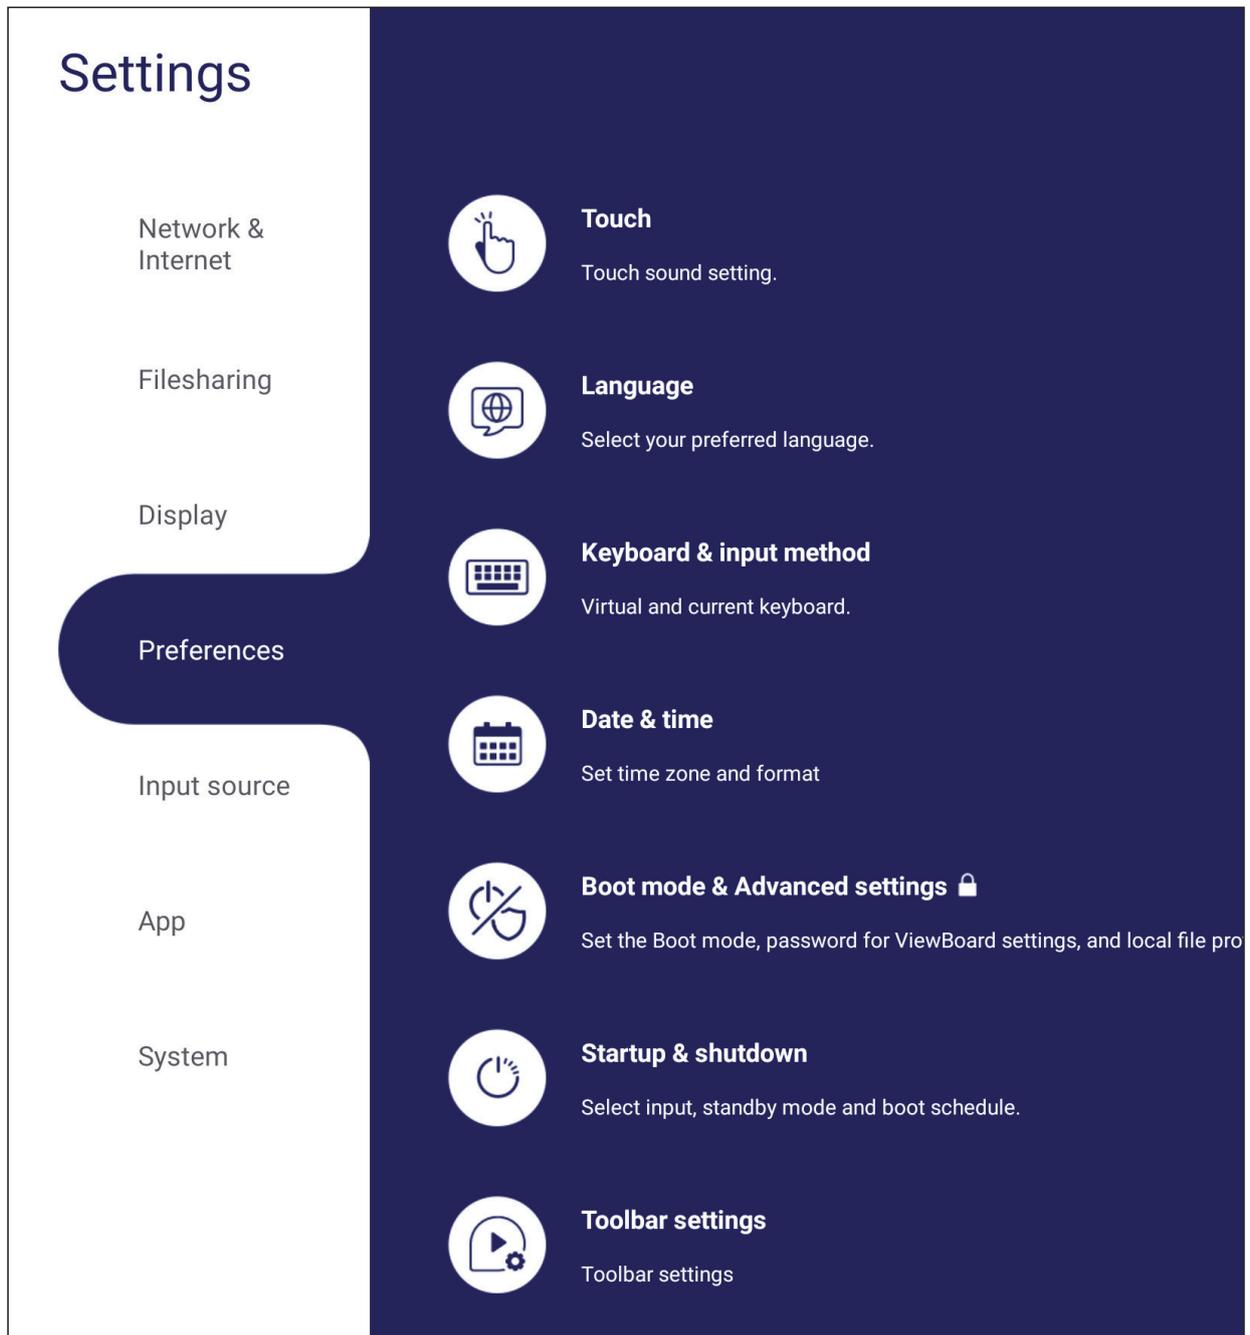 Settings
Network &
Internet
Filesharing
Display
Preferences
Input source
App
System
Touch
Touch sound setting.
Language
Select your preferred language.
Keyboard & input method
Virtual and current keyboard.
Date & time
Set time zone and format
Boot mode & Advanced settings
Set the Boot mode, password for ViewBoard settings, and local file pro
Startup & shutdown
Select input, standby mode and boot schedule.
Toolbar settings
Toolbar settings